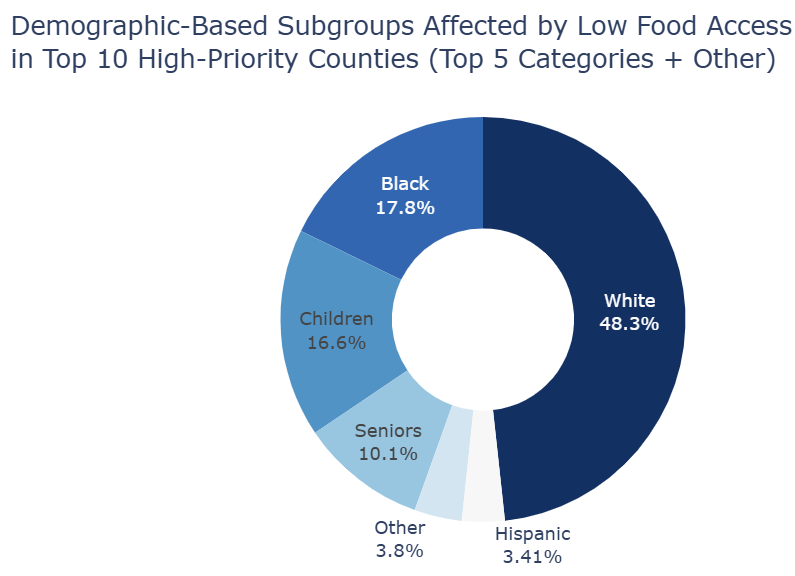 Demographic-Based Subgroups Affected by Low Food Access
in Top 10 High-Priority Counties (Top 5 Categories + Other)
Black
17.8%
White
48.3%
Children
16.6%
Seniors
10.1%
Other
3.8%
Hispanic
3.41%